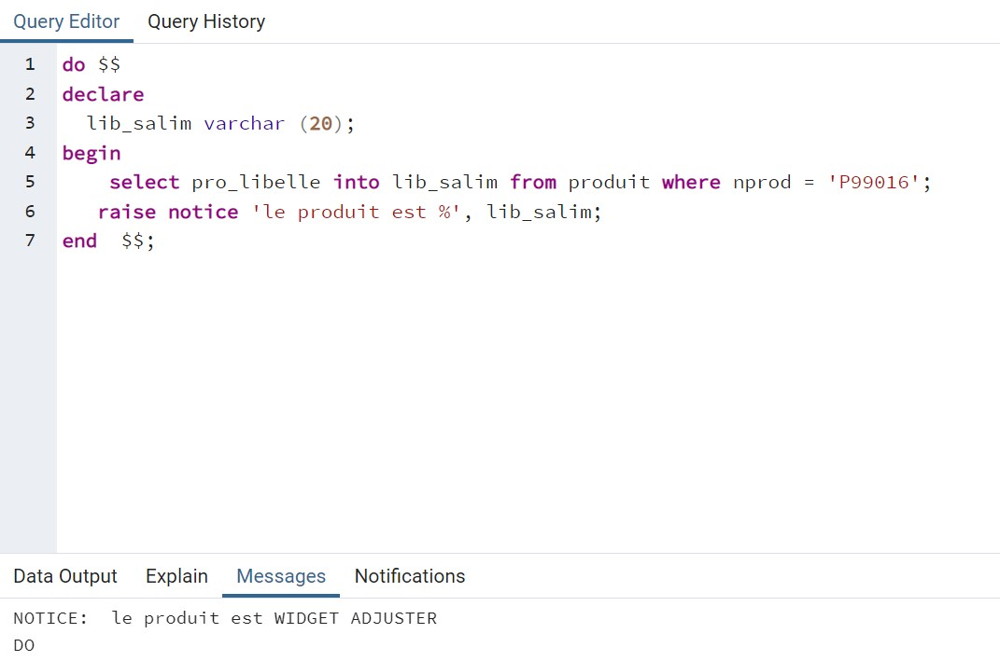 Query Editor Query History
1 do $$
2 declare
3 lib_salim varchar (20);
4 begin
5 select pro_libelle into lib_salim from produit where nprod = 'P99016';
6 raise notice 'le produit est %', lib_salim;
7 end $$;
Data Output Explain Messages Notifications
NOTICE: le produit est WIDGET ADJUSTER
DO